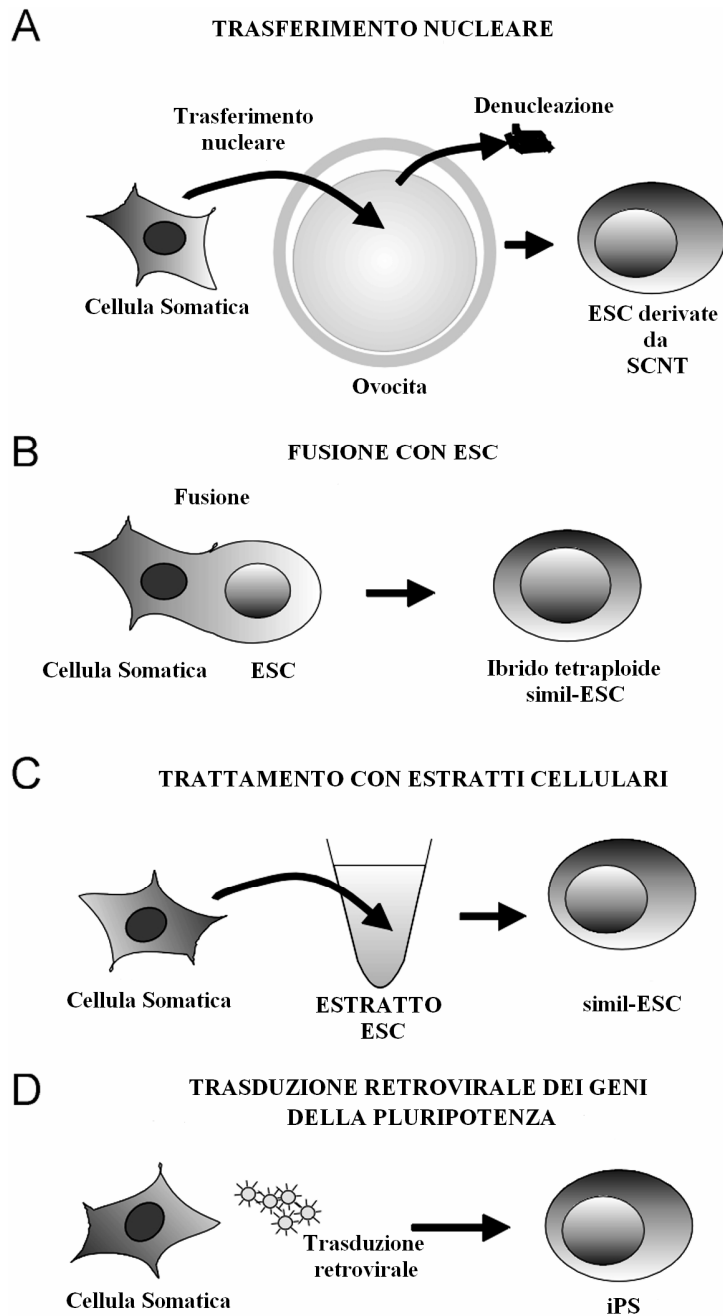 A
TRASFERIMENTO NUCLEARE
Trasferimento
nucleare
Denucleazione
Cellula Somatica
Ovocita
ESC derivate
da
SCNT
B
FUSIONE CON ESC
Fusione
Cellula Somatica
ESC
Ibrido tetraploide
simil-ESC
C
TRATTAMENTO CON ESTRATTI CELLULARI
Cellula Somatica
ESTRATTO
ESC
simil-ESC
D
TRASDUZIONE RETROVIRALE DEI GENI
DELLA PLURIPOTENZA
Trasduzione
retrovirale
Cellula Somatica
iPS